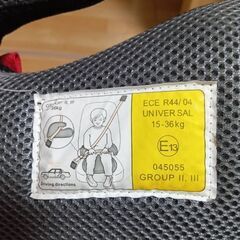 ECE R44/04
UNIVERSAL
15-36kg
E13
045055
GROUP II, III
driving directions